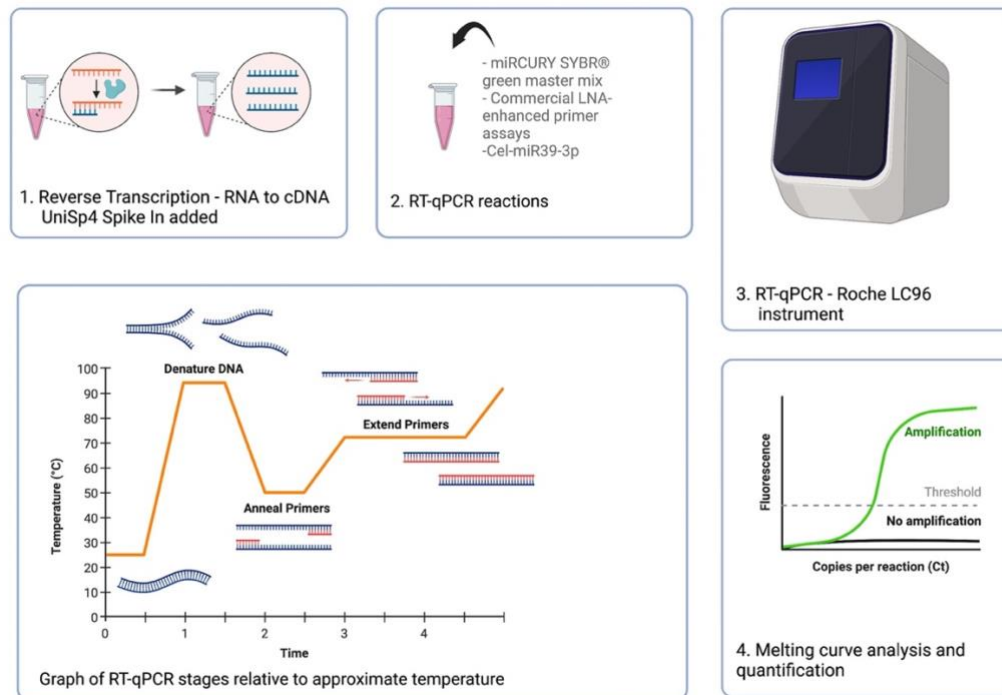 1. Reverse Transcription - RNA to cDNA
UniSp4 Spike In added
- miRCURY SYBR®
green master mix
- Commercial LNA-
enhanced primer
assays
-Cel-miR39-3p
2. RT-qPCR reactions
3. RT-qPCR - Roche LC96
instrument
Denature DNA
Extend Primers
Anneal Primers
Temperature (°C)
100
90
80
70
60
50
40
30
20
10
0
0
1
2
3
4
Time
Graph of RT-qPCR stages relative to approximate temperature
Fluorescence
Amplification
Threshold
No amplification
Copies per reaction (Ct)
4. Melting curve analysis and
quantification